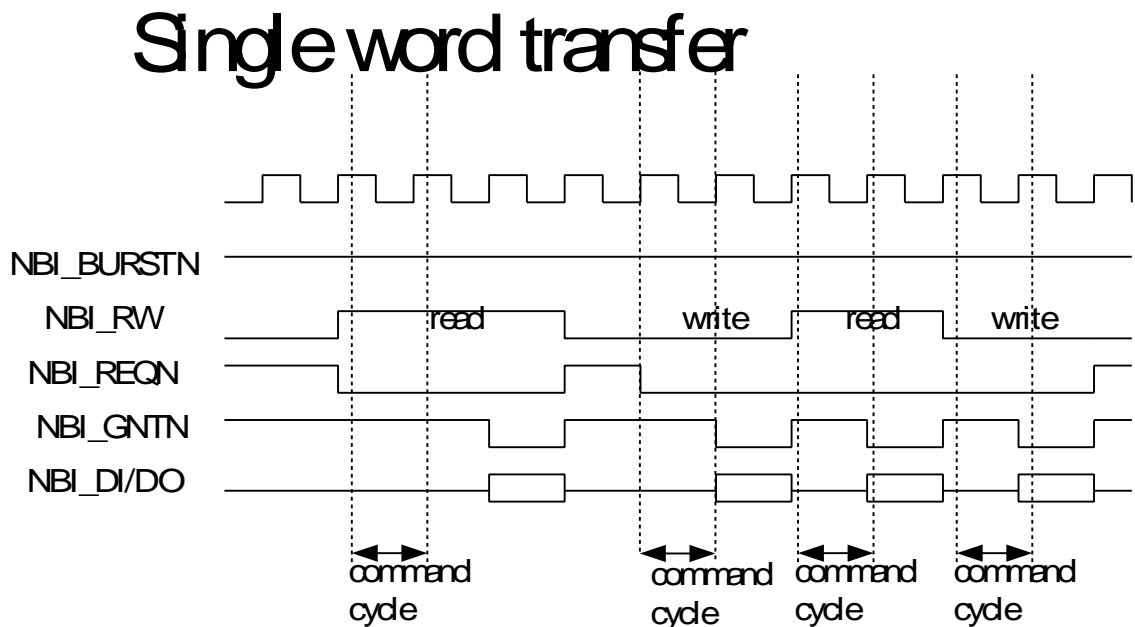 Single word transfer
NBI_BURSTN
NBI_RW
read
write
read
write
NBI_REQN
NBI_GNTN
NBI_DI/DO
command
cycle
command
cycle
command
cycle
command
cycle